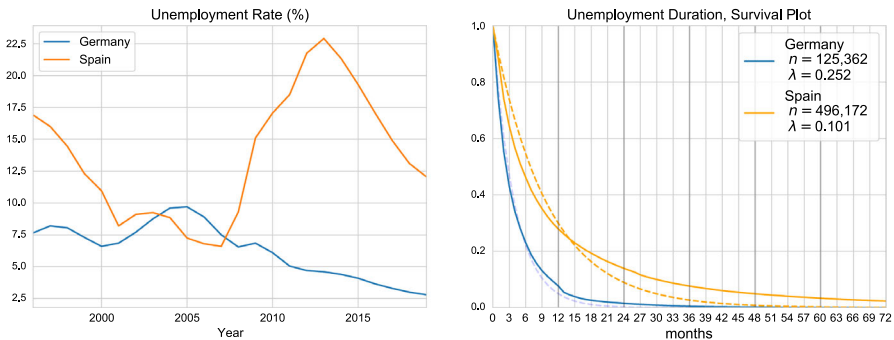 Unemployment Rate (%)
22,5
20,0
17,5
15,0
12,5
10,0
7,5
5,0
2,5
Germany
Spain
2000 2005 2010 2015
Year
Unemployment Duration, Survival Plot
1,0
0,8
0,6
0,4
0,2
0,0
Germany
n = 125,362
λ = 0.252
Spain
n = 496,172
λ = 0.101
0 3 6 9 12 15 18 21 24 27 30 33 36 39 42 45 48 51 54 57 60 63 66 69 72
months